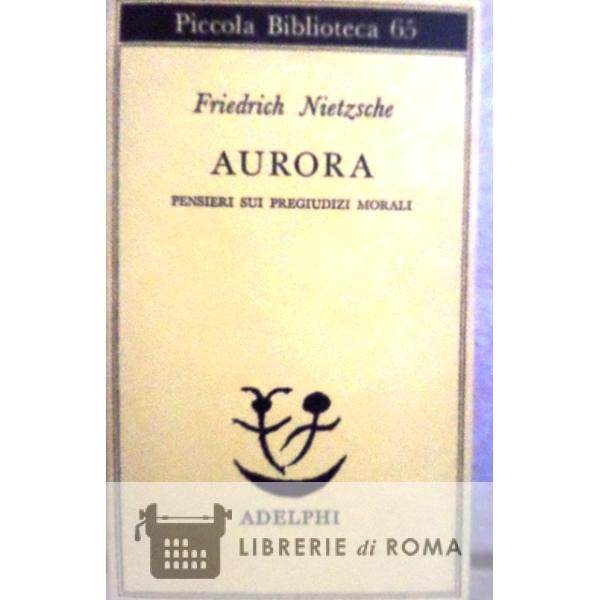 Piccola Biblioteca 65
Friedrich Nietzsche
AURORA
PENSIERI SUI PREGIUDIZI MORALI
ADELPHI
LIBRERIE di ROMA